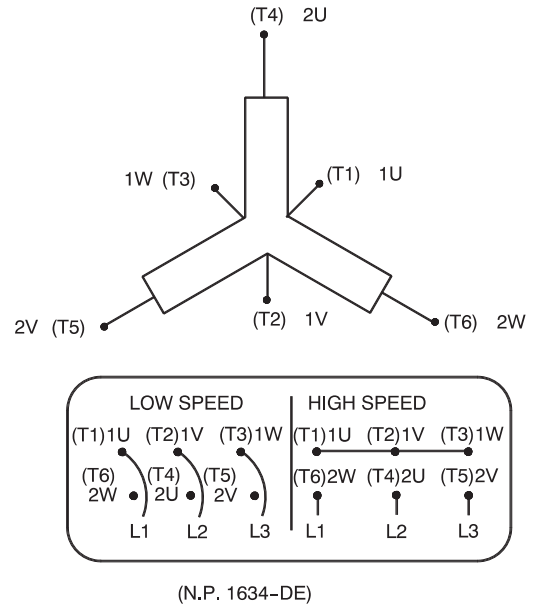 (T4) 2U
1W (T3)
(T1) 1U
2V (T5)
(T2) 1V
(T6) 2W
LOW SPEED
(T1)1U (T2)1V (T3)1W
(T6) (T4) (T5)
2W 2U 2V
L1 L2 L3
HIGH SPEED
(T1)1U (T2)1V (T3)1W
(T6)2W (T4)2U (T5)2V
L1 L2 L3
(N.P. 1634-DE)